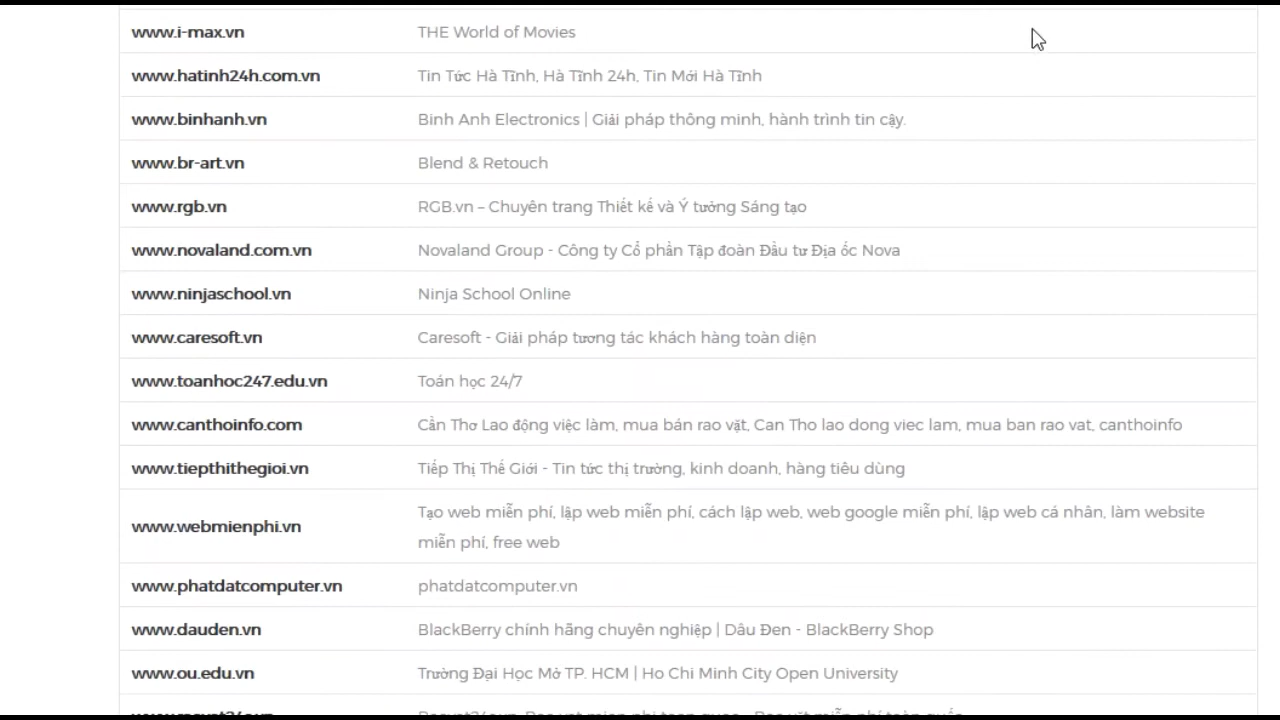 www.i-max.vn THE World of Movies
www.hatinh24h.com.vn Tin Tức Hà Tĩnh, Hà Tĩnh 24h, Tin Mới Hà Tĩnh
www.binhanh.vn Binh Anh Electronics | Giải pháp thông minh, hành trình tin cậy.
www.br-art.vn Blend & Retouch
www.rgb.vn RGB.vn – Chuyên trang Thiết kế và Ý tưởng Sáng tạo
www.novaland.com.vn Novaland Group - Công ty Cổ phần Tập đoàn Đầu tư Địa ốc Nova
www.ninjaschool.vn Ninja School Online
www.caresoft.vn Caresoft - Giải pháp tương tác khách hàng toàn diện
www.toanhoc247.edu.vn Toán học 24/7
www.canthoinfo.com Cần Thơ Lao động việc làm, mua bán rao vặt, Can Tho lao dong viec lam, mua ban rao vat, canthoinfo
www.tiepthithegioi.vn Tiếp Thị Thế Giới - Tin tức thị trường, kinh doanh, hàng tiêu dùng
www.webmienphi.vn Tạo web miễn phí, lập web miễn phí, cách lập web, web google miễn phí, lập web cá nhân, làm website
miễn phí, free web
www.phatdatcomputer.vn phatdatcomputer.vn
www.dauden.vn BlackBerry chính hãng chuyên nghiệp | Dâu Đen - BlackBerry Shop
www.ou.edu.vn Trường Đại Học Mở TP. HCM | Ho Chi Minh City Open University